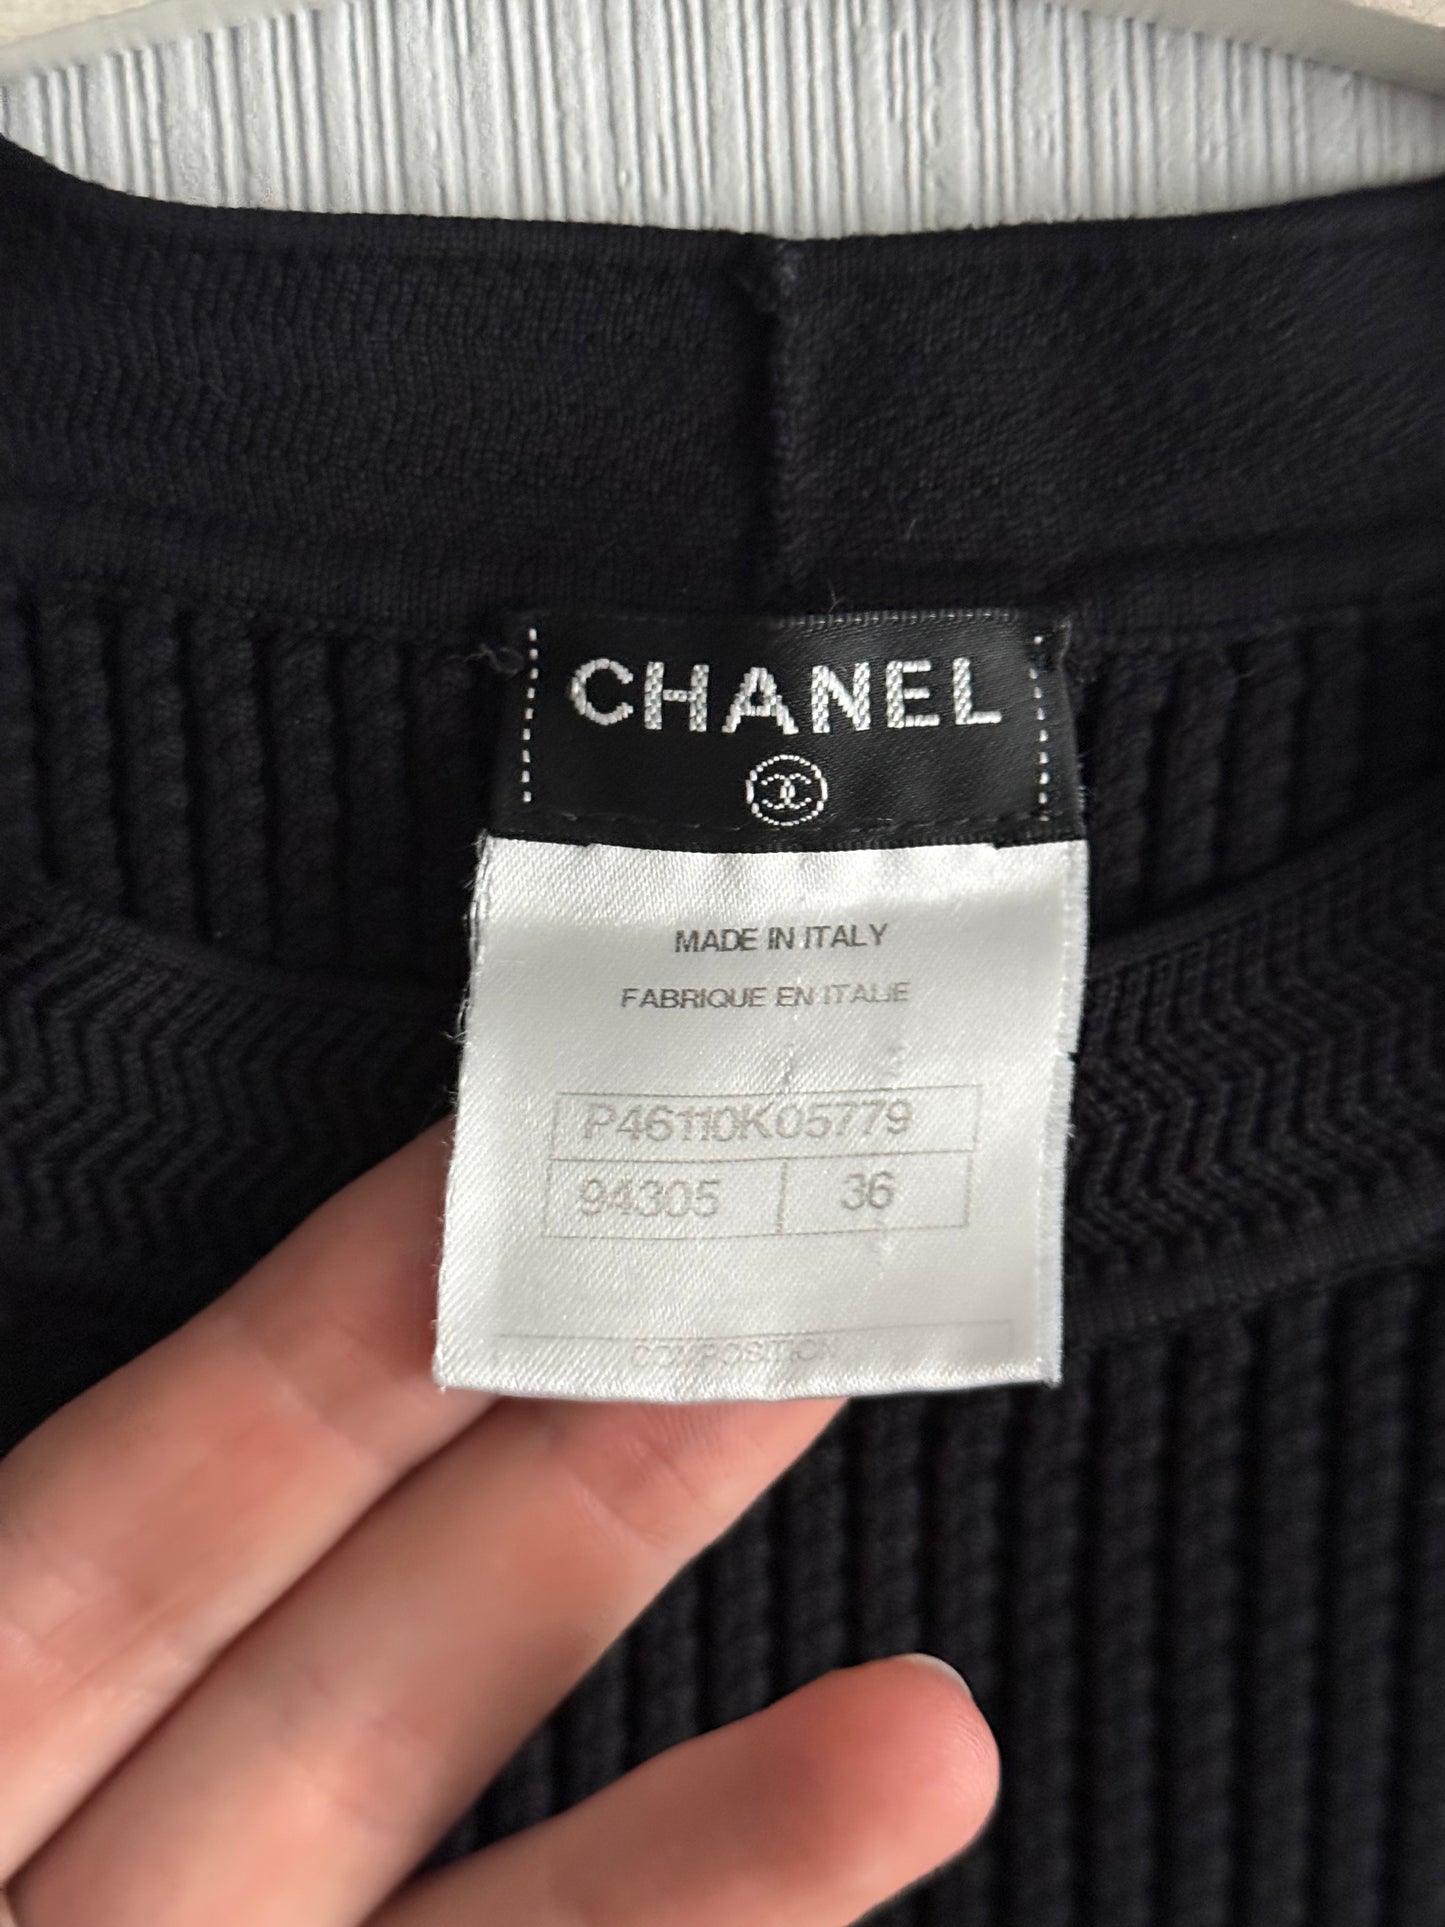 CHANEL
MADE IN ITALY
FABRIQUE EN ITALIE
P46110K05779
94305 36
COMPOSITION